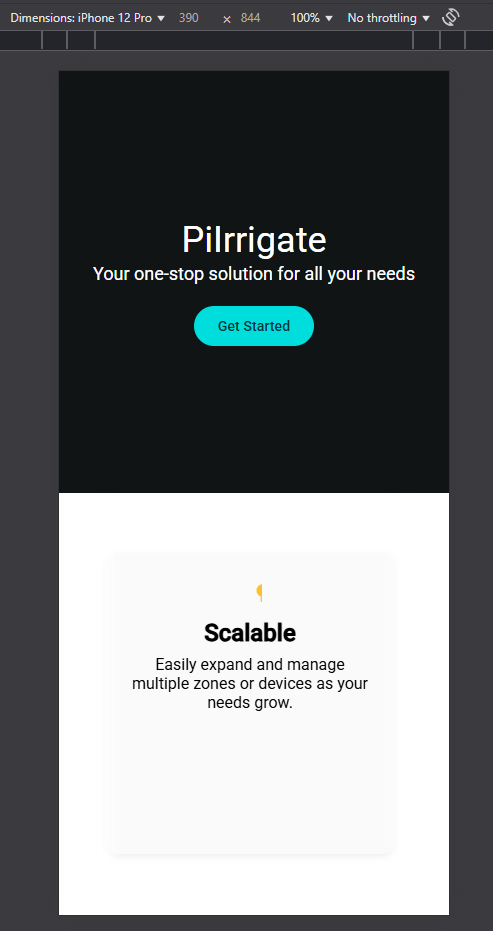 Dimensions: iPhone 12 Pro ▼ 390 × 844 100% ▼ No throttling ▼
PiIrrigate
Your one-stop solution for all your needs
Get Started
Scalable
Easily expand and manage
multiple zones or devices as your
needs grow.